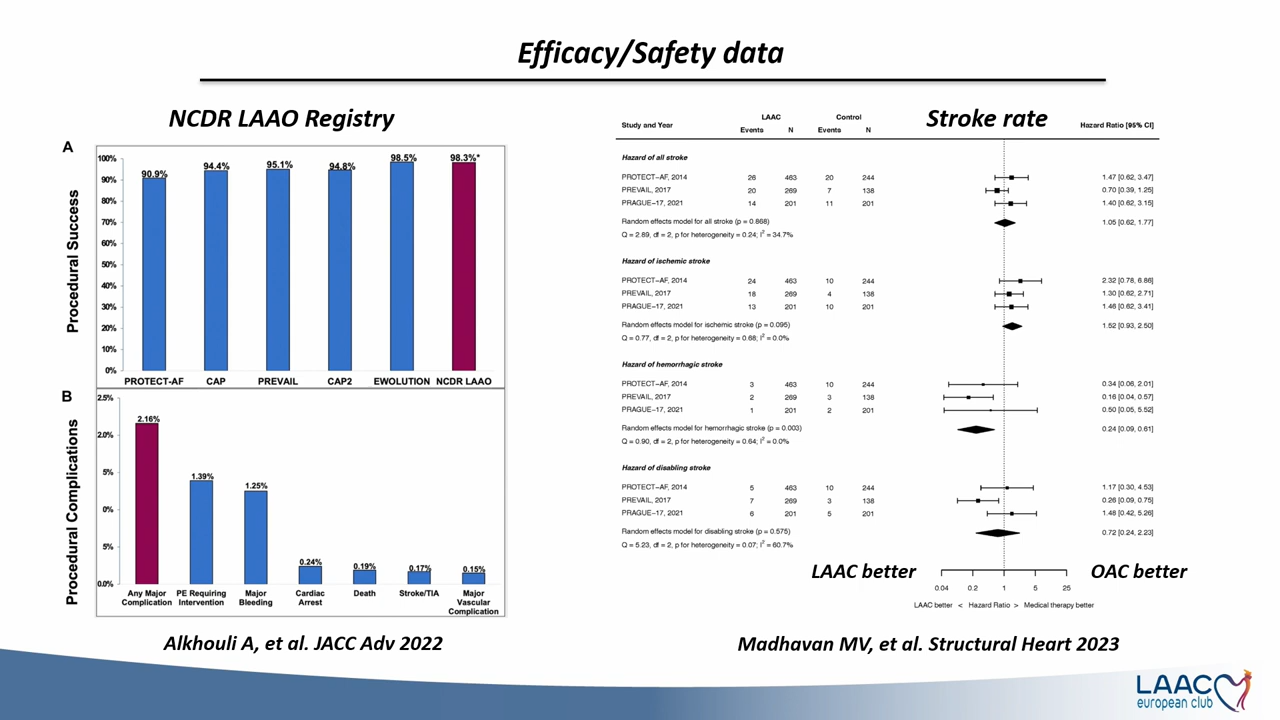 Efficacy/Safety data
NCDR LAAO Registry
A
Procedural Success
100%
90%
80%
70%
60%
50%
40%
30%
20%
10%
0%
90.9%
94.4%
95.1%
94.8%
98.5%
98.3%*
PROTECT-AF CAP PREVAIL CAP2 EWOLUTION NCDR LAAO
B
Procedural Complications
2.5%
2.0%
5%
0%
5%
0.0%
2.16%
1.39%
1.25%
0.24%
0.19%
0.17%
0.15%
Any Major Complication
PE Requiring Intervention
Major Bleeding
Cardiac Arrest
Death
Stroke/TIA
Major Vascular Complication
Alkhouli A, et al. JACC Adv 2022
Stroke rate
LAAC Control
Study and Year Events N Events N Hazard Ratio [95% CI]
Hazard of all stroke
PROTECT−AF, 2014 26 463 20 244 1.47 [0.62, 3.47]
PREVAIL, 2017 20 269 7 138 0.70 [0.39, 1.25]
PRAGUE−17, 2021 14 201 11 201 1.40 [0.62, 3.15]
Random effects model for all stroke (p = 0.868) 1.05 [0.62, 1.77]
Q = 2.89, df = 2, p for heterogeneity = 0.24; I² = 34.7%
Hazard of ischemic stroke
PROTECT−AF, 2014 24 463 10 244 2.32 [0.78, 6.86]
PREVAIL, 2017 18 269 4 138 1.30 [0.62, 2.71]
PRAGUE−17, 2021 13 201 10 201 1.46 [0.62, 3.41]
Random effects model for ischemic stroke (p = 0.095) 1.52 [0.93, 2.50]
Q = 0.77, df = 2, p for heterogeneity = 0.68; I² = 0.0%
Hazard of hemorrhagic stroke
PROTECT−AF, 2014 3 463 10 244 0.34 [0.06, 2.01]
PREVAIL, 2017 2 269 3 138 0.16 [0.04, 0.57]
PRAGUE−17, 2021 1 201 2 201 0.50 [0.05, 5.52]
Random effects model for hemorrhagic stroke (p = 0.003) 0.24 [0.09, 0.61]
Q = 0.90, df = 2, p for heterogeneity = 0.64; I² = 0.0%
Hazard of disabling stroke
PROTECT−AF, 2014 5 463 10 244 1.17 [0.30, 4.53]
PREVAIL, 2017 7 269 3 138 0.26 [0.09, 0.75]
PRAGUE−17, 2021 6 201 5 201 1.48 [0.42, 5.26]
Random effects model for disabling stroke (p = 0.575) 0.72 [0.24, 2.23]
Q = 5.23, df = 2, p for heterogeneity = 0.07; I² = 60.7%
LAAC better OAC better
0.04 0.2 1 5 25
LAAC better < Hazard Ratio > Medical therapy better
Madhavan MV, et al. Structural Heart 2023
LAAC
european club